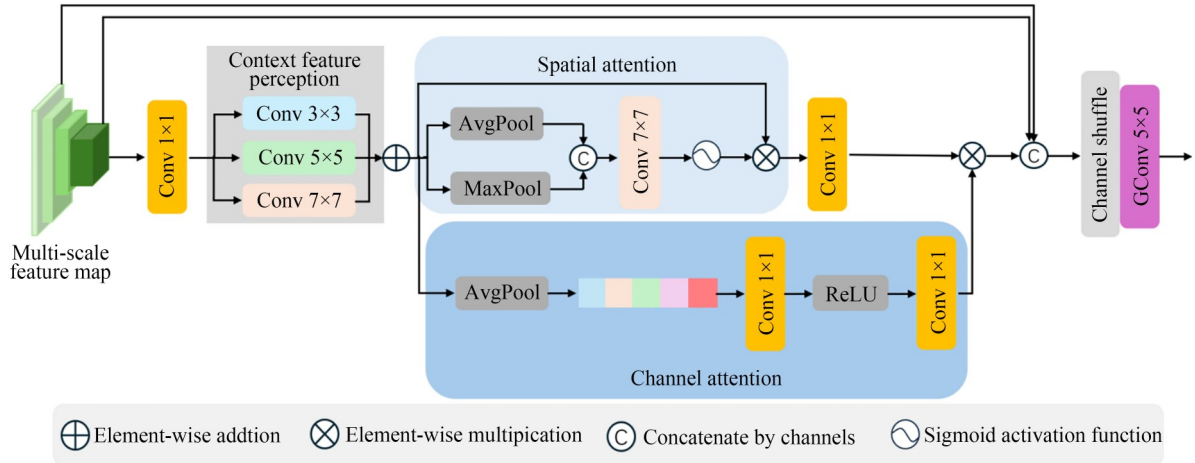 Multi-scale
feature map
Conv 1×1
Context feature
perception
Conv 3×3
Conv 5×5
Conv 7×7
Spatial attention
AvgPool
MaxPool
C
Conv 7×7
Conv 1×1
AvgPool
Conv 1×1
ReLU
Conv 1×1
Channel attention
C
Channel shuffle
GConv 5×5
Element-wise addtion
Element-wise multipication
C Concatenate by channels
Sigmoid activation function